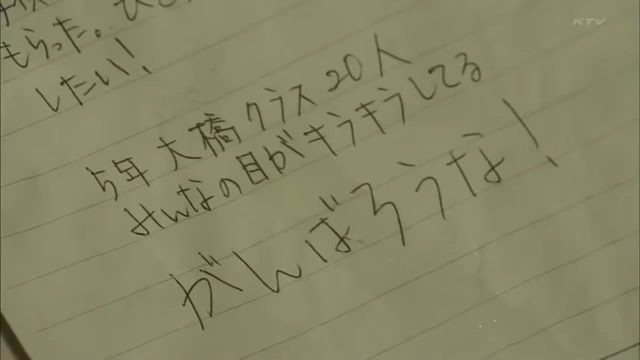 KTV
もらった。
したい!
5年 大橋クラス 20人
みんなの目がキラキラしてる
がんばろうな!